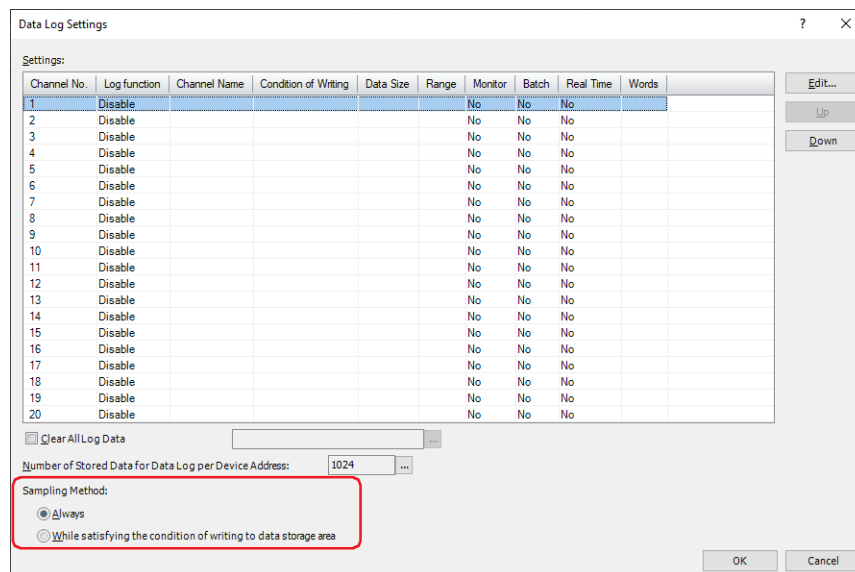 Data Log Settings ? X
Settings:
Channel No. Log function Channel Name Condition of Writing Data Size Range Monitor Batch Real Time Words
1 Disable No No No
2 Disable No No No
3 Disable No No No
4 Disable No No No
5 Disable No No No
6 Disable No No No
7 Disable No No No
8 Disable No No No
9 Disable No No No
10 Disable No No No
11 Disable No No No
12 Disable No No No
13 Disable No No No
14 Disable No No No
15 Disable No No No
16 Disable No No No
17 Disable No No No
18 Disable No No No
19 Disable No No No
20 Disable No No No
Edit...
Up
Down
Clear All Log Data ...
Number of Stored Data for Data Log per Device Address: 1024 ...
Sampling Method:
Always
While satisfying the condition of writing to data storage area
OK Cancel